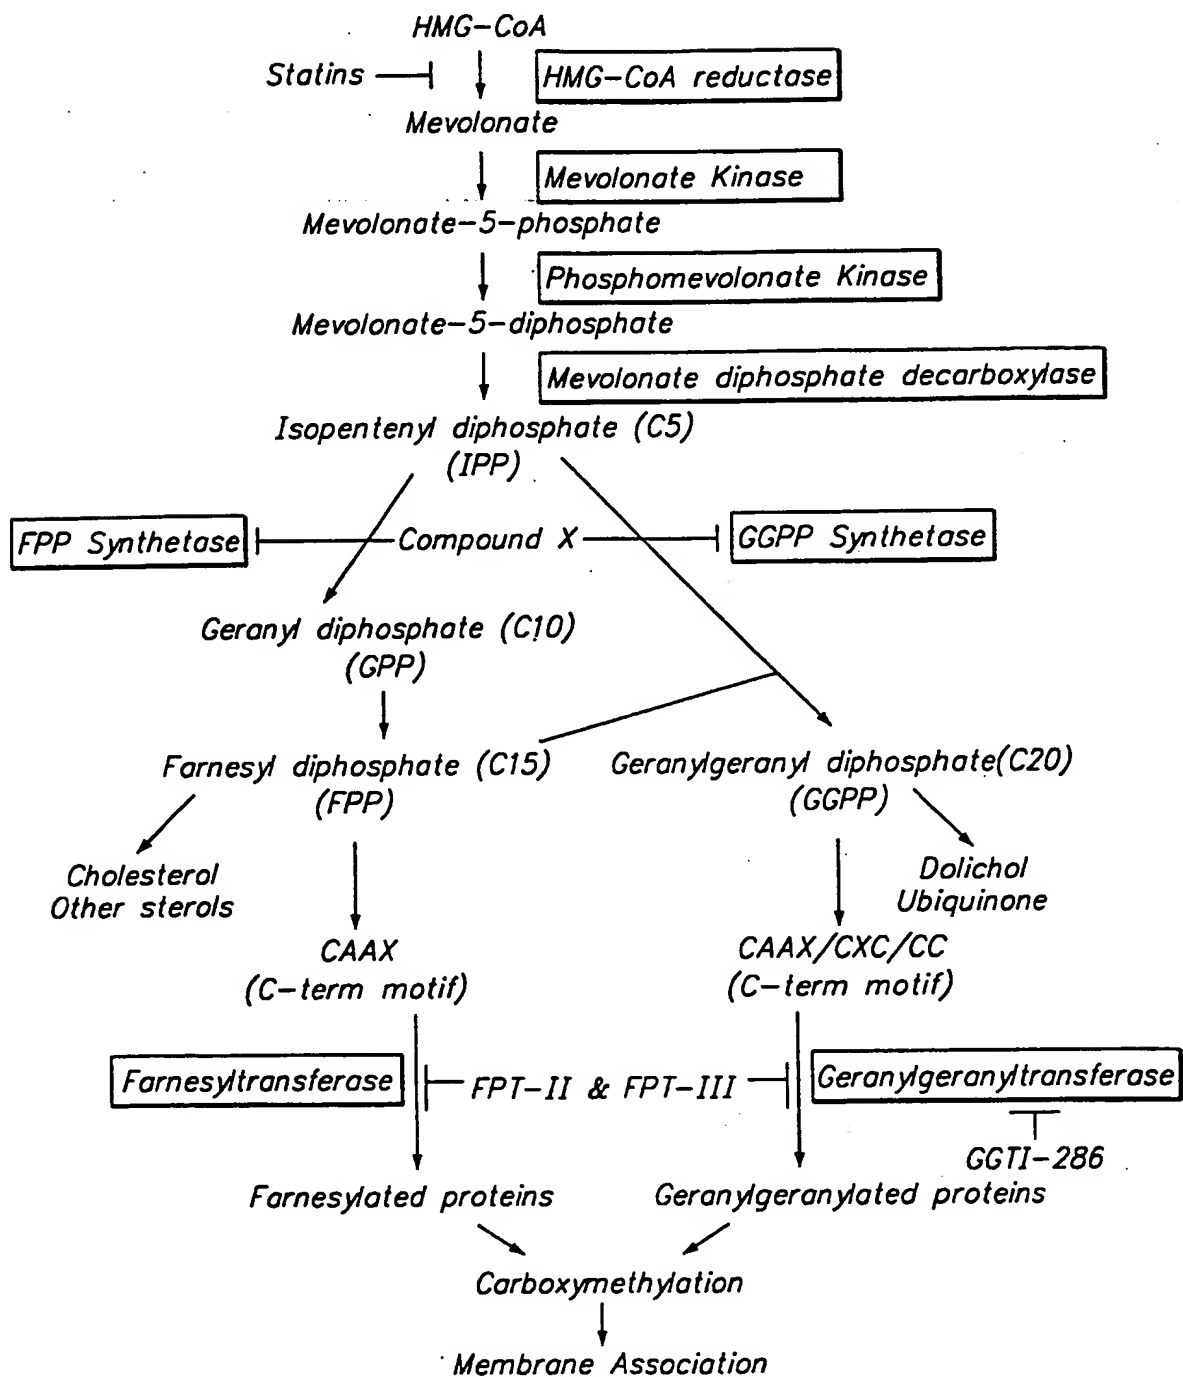 HMG-CoA
Statins
HMG-CoA reductase
Mevolonate
Mevolonate Kinase
Mevolonate-5-phosphate
Phosphomevolonate Kinase
Mevolonate-5-diphosphate
Mevolonate diphosphate decarboxylase
Isopentenyl diphosphate (C5)
(IPP)
FPP Synthetase
Compound X
GGPP Synthetase
Geranyl diphosphate (C10)
(GPP)
Farnesyl diphosphate (C15)
(FPP)
Geranylgeranyl diphosphate(C20)
(GGPP)
Cholesterol
Other sterols
Dolichol
Ubiquinone
CAAX
(C-term motif)
CAAX/CXC/CC
(C-term motif)
Farnesyltransferase
FPT-II & FPT-III
Geranylgeranyltransferase
GGTI-286
Farnesylated proteins
Geranylgeranylated proteins
Carboxymethylation
Membrane Association